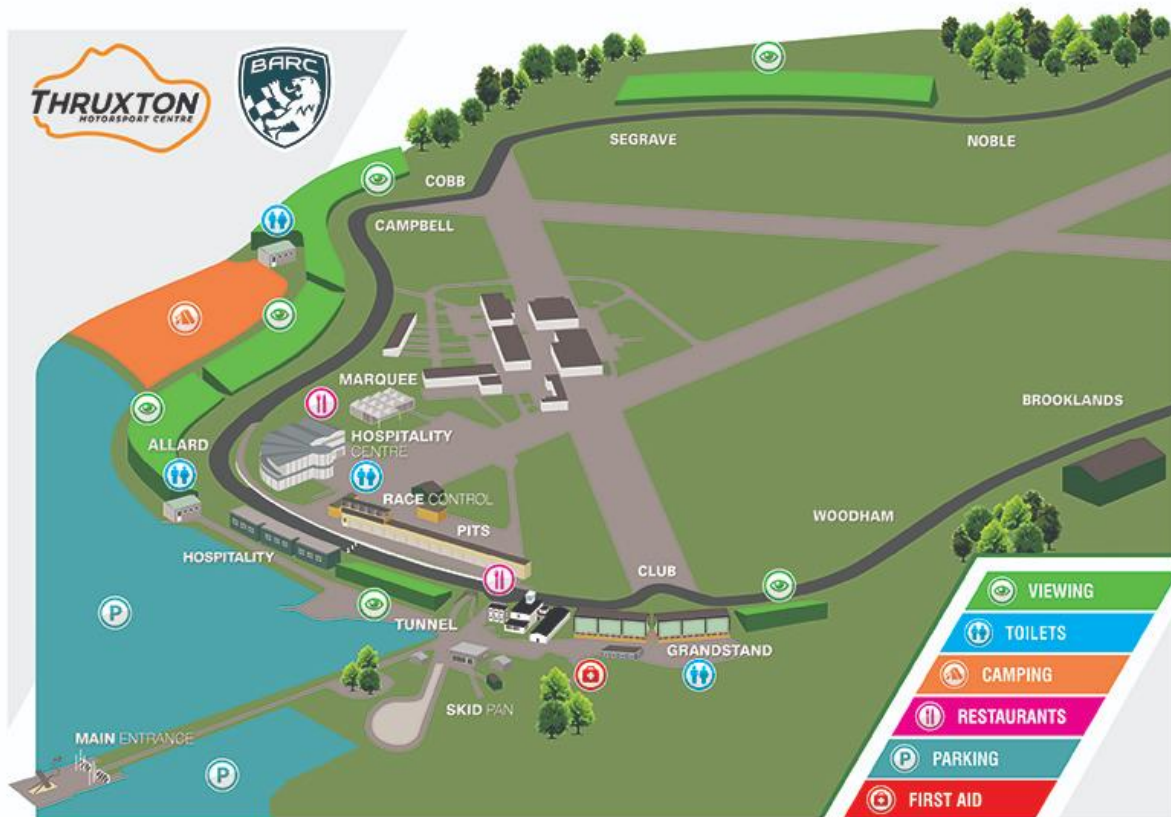 THRUXTON
MOTORSPORT CENTRE
BARC
SEGRAVE
NOBLE
COBB
CAMPBELL
MARQUEE
BROOKLANDS
ALLARD
HOSPITALITY
CENTRE
RACE CONTROL
PITS
WOODHAM
HOSPITALITY
CLUB
TUNNEL
GRANDSTAND
SKID PAN
MAIN ENTRANCE
P
P
VIEWING
TOILETS
CAMPING
RESTAURANTS
P PARKING
FIRST AID